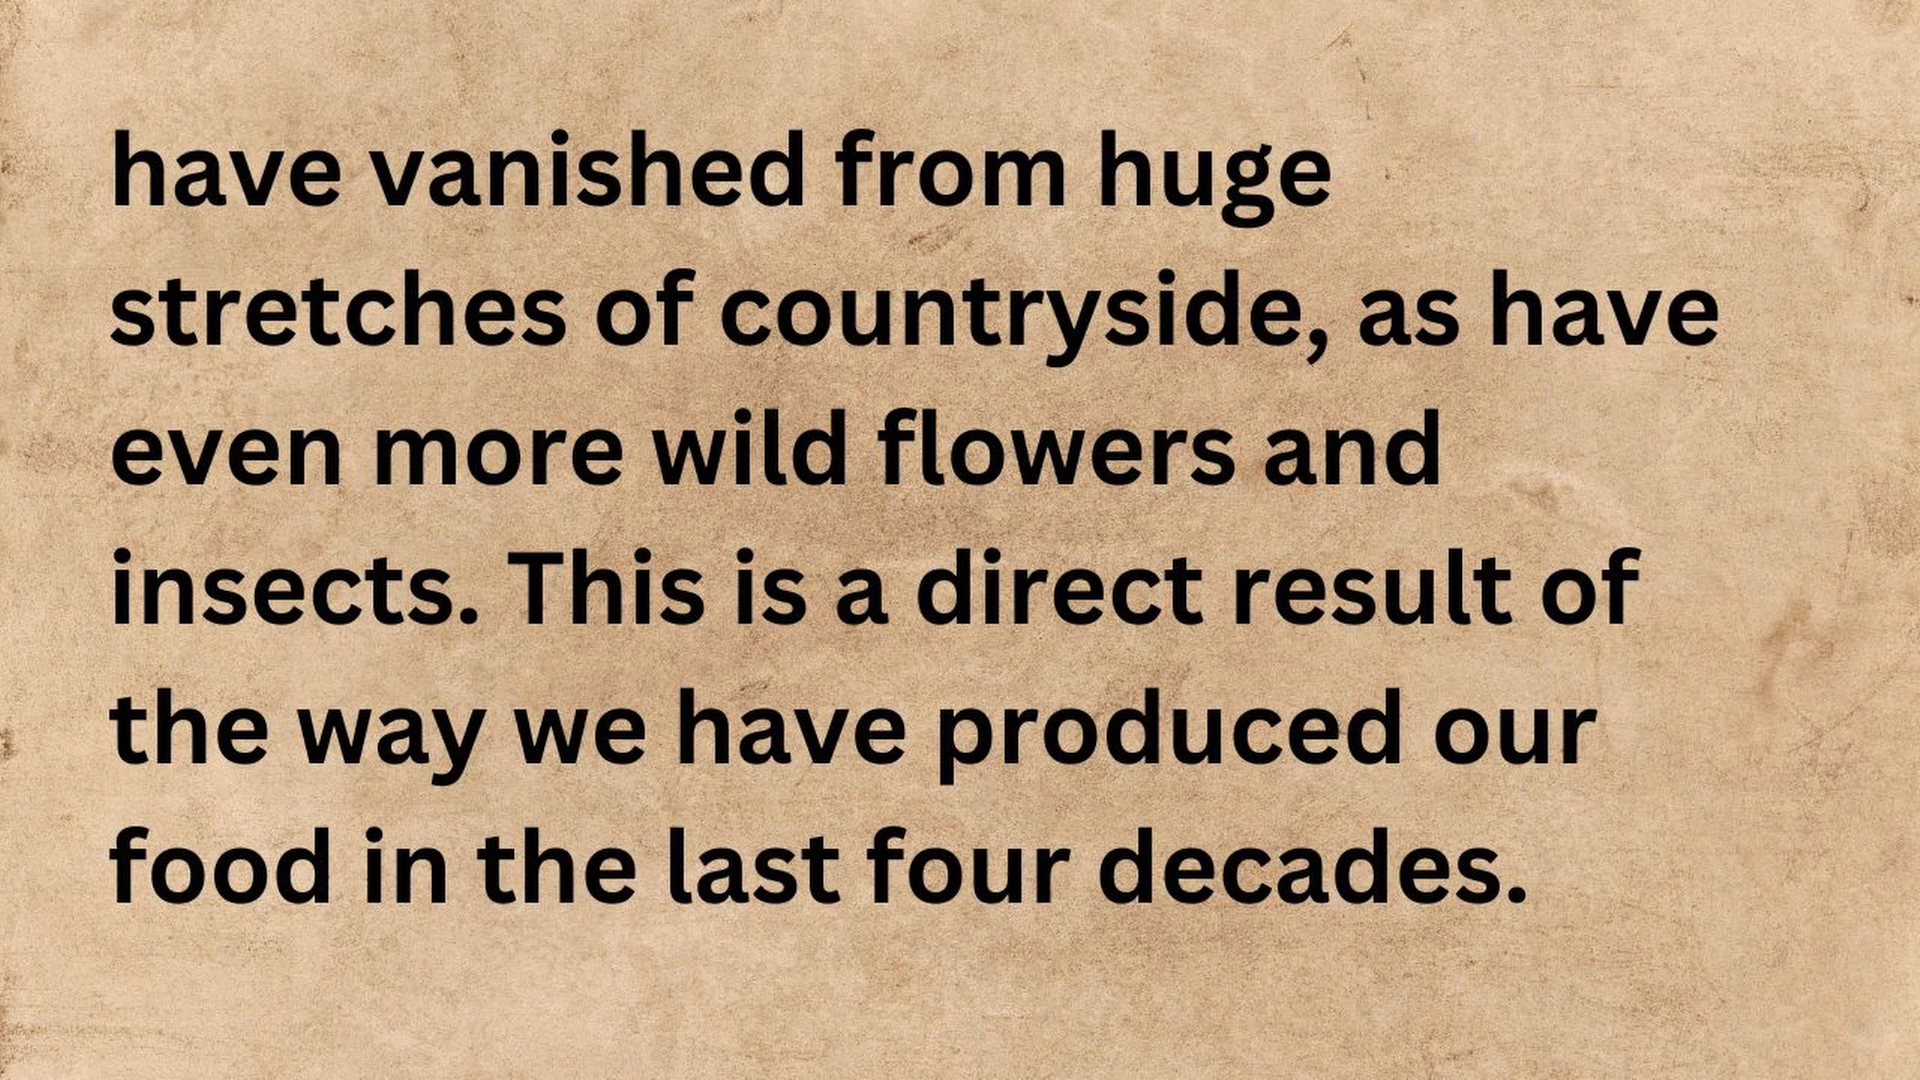 have vanished from huge
stretches of countryside, as have
even more wild flowers and
insects. This is a direct result of
the way we have produced our
food in the last four decades.